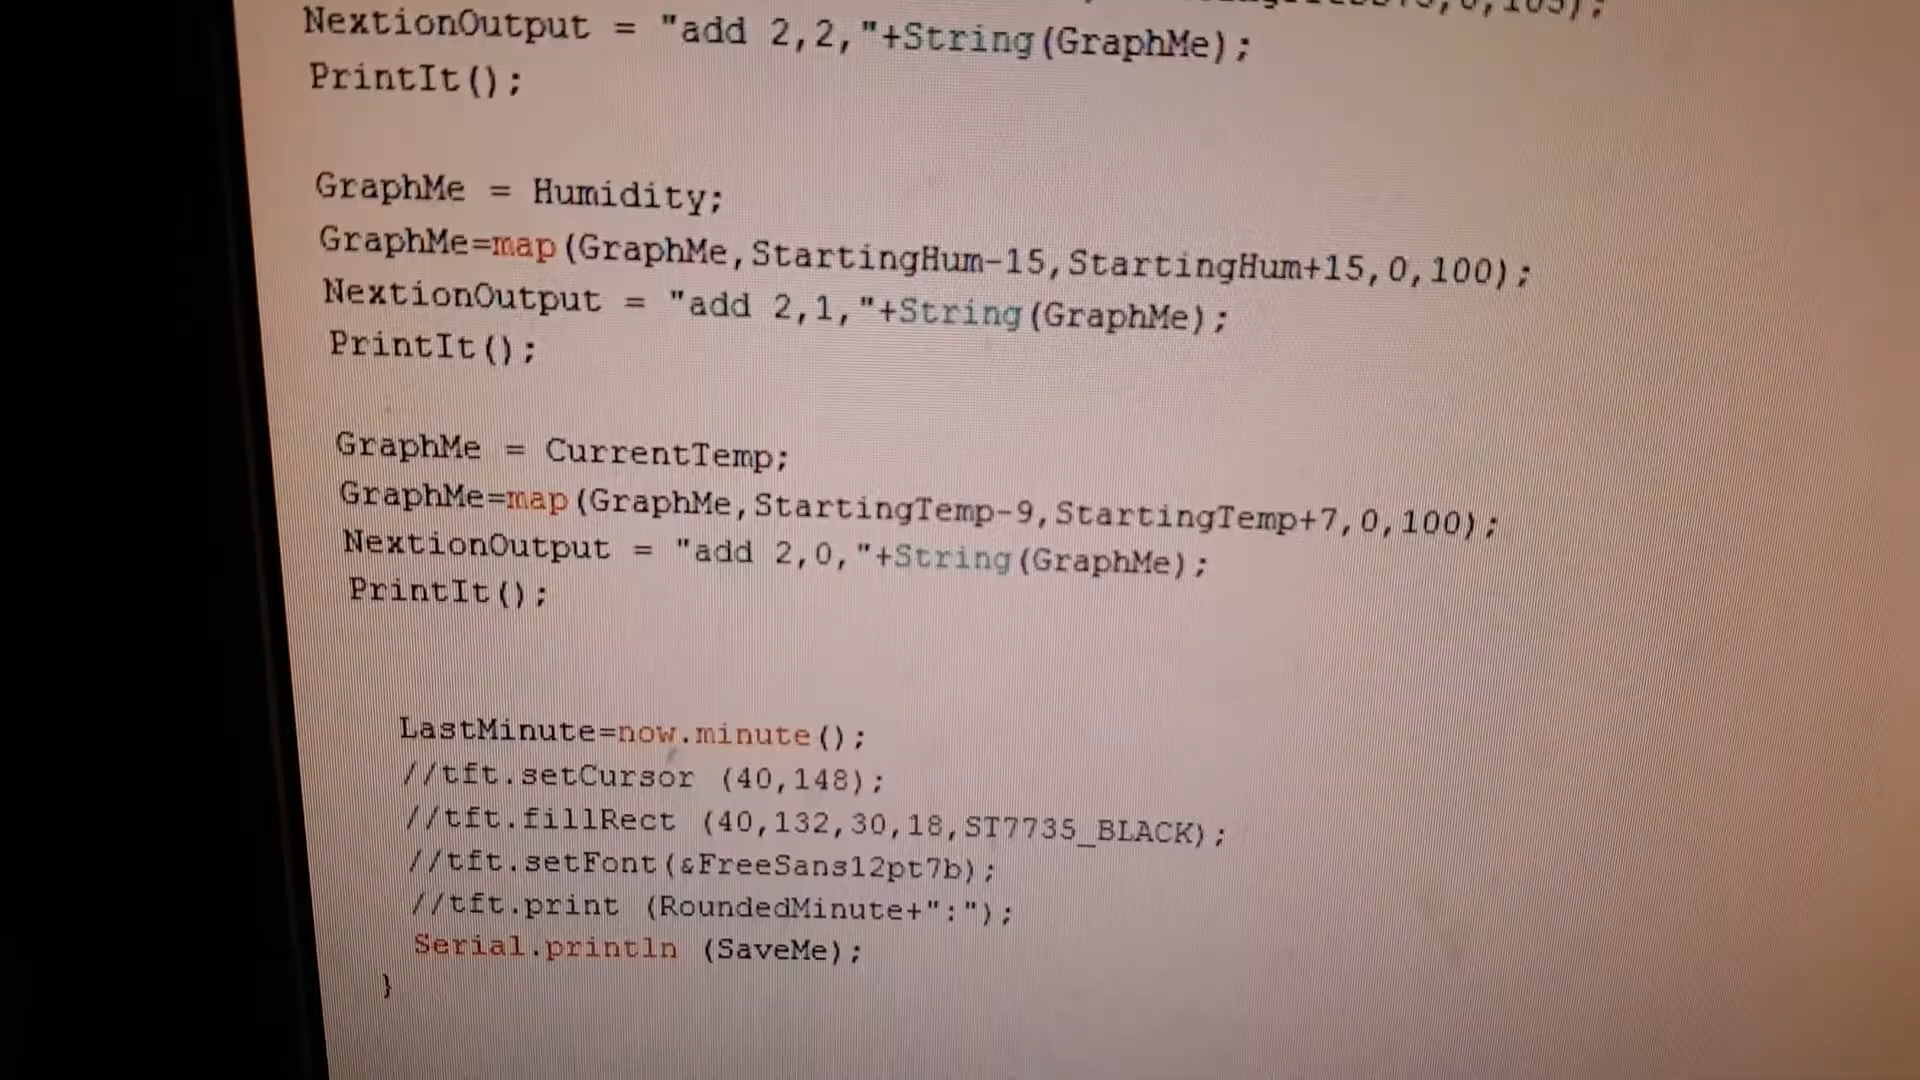 NextionOutput = "add 2,2,"+String(GraphMe);
PrintIt();
GraphMe = Humidity;
GraphMe=map(GraphMe,StartingHum-15,StartingHum+15,0,100);
NextionOutput = "add 2,1,"+String(GraphMe);
PrintIt();
GraphMe = CurrentTemp;
GraphMe=map(GraphMe,StartingTemp-9,StartingTemp+7,0,100);
NextionOutput = "add 2,0,"+String(GraphMe);
PrintIt();
LastMinute=now.minute();
//tft.setCursor (40,148);
//tft.fillRect (40,132,30,18,ST7735_BLACK);
//tft.setFont(&FreeSans12pt7b);
//tft.print (RoundedMinute+":");
Serial.println (SaveMe);
}